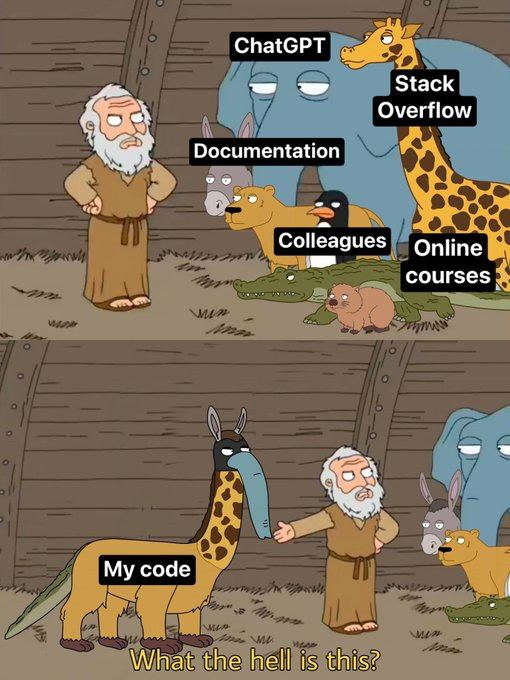 ChatGPT
Stack
Overflow
Documentation
Colleagues
Online
courses
My code
What the hell is this?